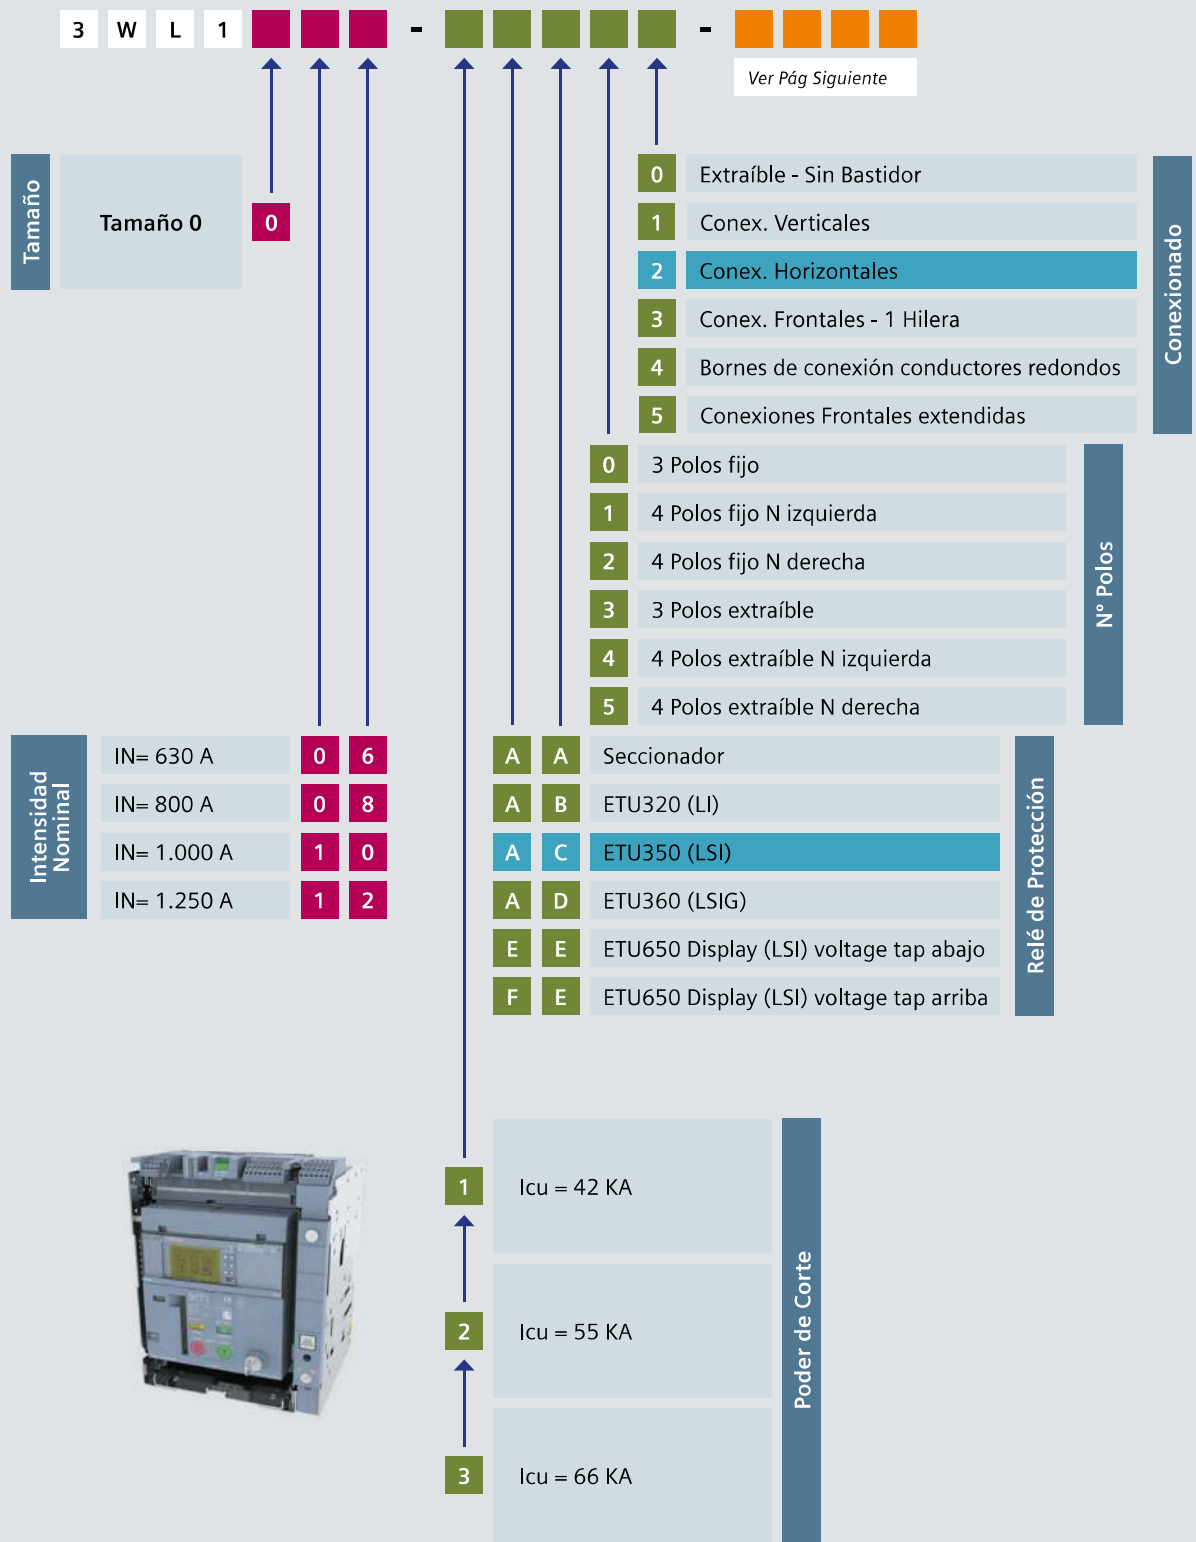 3 W L 1 - -
Ver Pág Siguiente
Tamaño
Tamaño 0
0
0 Extraíble - Sin Bastidor
1 Conex. Verticales
2 Conex. Horizontales
3 Conex. Frontales - 1 Hilera
4 Bornes de conexión conductores redondos
5 Conexiones Frontales extendidas
Conexionado
0 3 Polos fijo
1 4 Polos fijo N izquierda
2 4 Polos fijo N derecha
3 3 Polos extraíble
4 4 Polos extraíble N izquierda
5 4 Polos extraíble N derecha
N° Polos
Intensidad
Nominal
IN= 630 A 0 6
IN= 800 A 0 8
IN= 1.000 A 1 0
IN= 1.250 A 1 2
A A Seccionador
A B ETU320 (LI)
A C ETU350 (LSI)
A D ETU360 (LSIG)
E E ETU650 Display (LSI) voltage tap abajo
F E ETU650 Display (LSI) voltage tap arriba
Relé de Protección
1 Icu = 42 KA
2 Icu = 55 KA
3 Icu = 66 KA
Poder de Corte